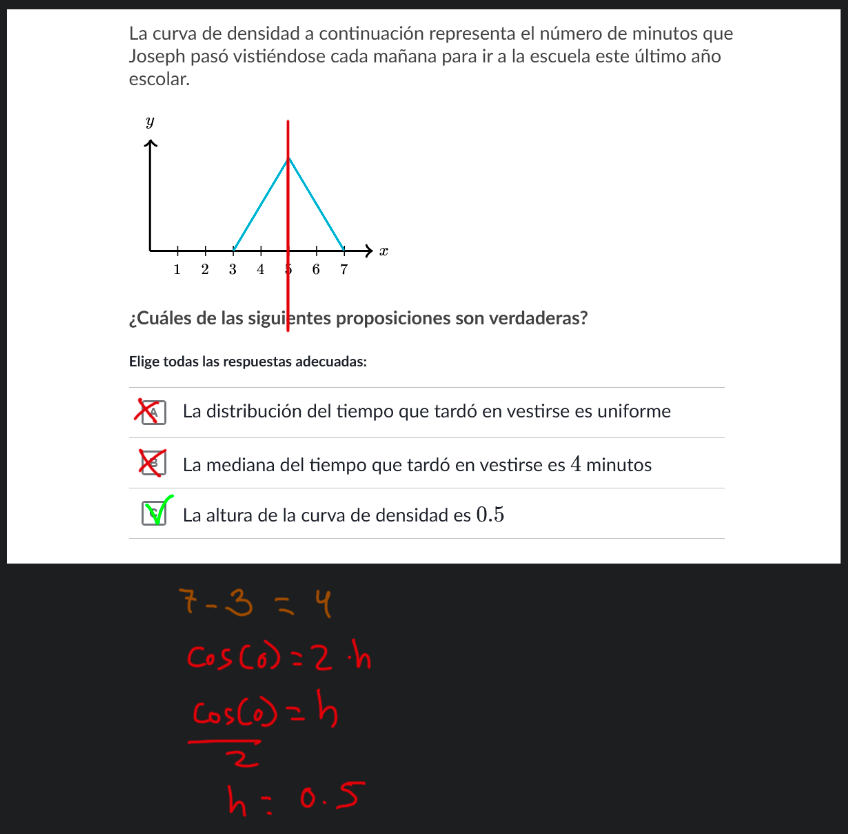 La curva de densidad a continuación representa el número de minutos que
Joseph pasó vistiéndose cada mañana para ir a la escuela este último año
escolar.
y
x
1 2 3 4 5 6 7
¿Cuáles de las siguientes proposiciones son verdaderas?
Elige todas las respuestas adecuadas:
A La distribución del tiempo que tardó en vestirse es uniforme
B La mediana del tiempo que tardó en vestirse es 4 minutos
C La altura de la curva de densidad es 0.5
7 - 3 = 4
cos(0) = 2 · h
cos(0) = h
2
h = 0.5